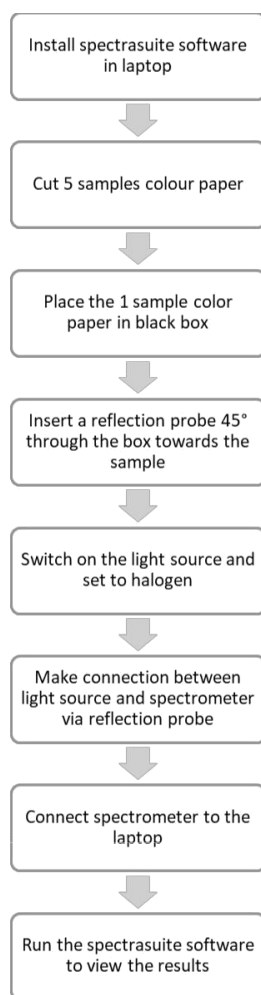 Install spectrasuite software
in laptop
Cut 5 samples colour paper
Place the 1 sample color
paper in black box
Insert a reflection probe 45°
through the box towards the
sample
Switch on the light source and
set to halogen
Make connection between
light source and spectrometer
via reflection probe
Connect spectrometer to the
laptop
Run the spectrasuite software
to view the results